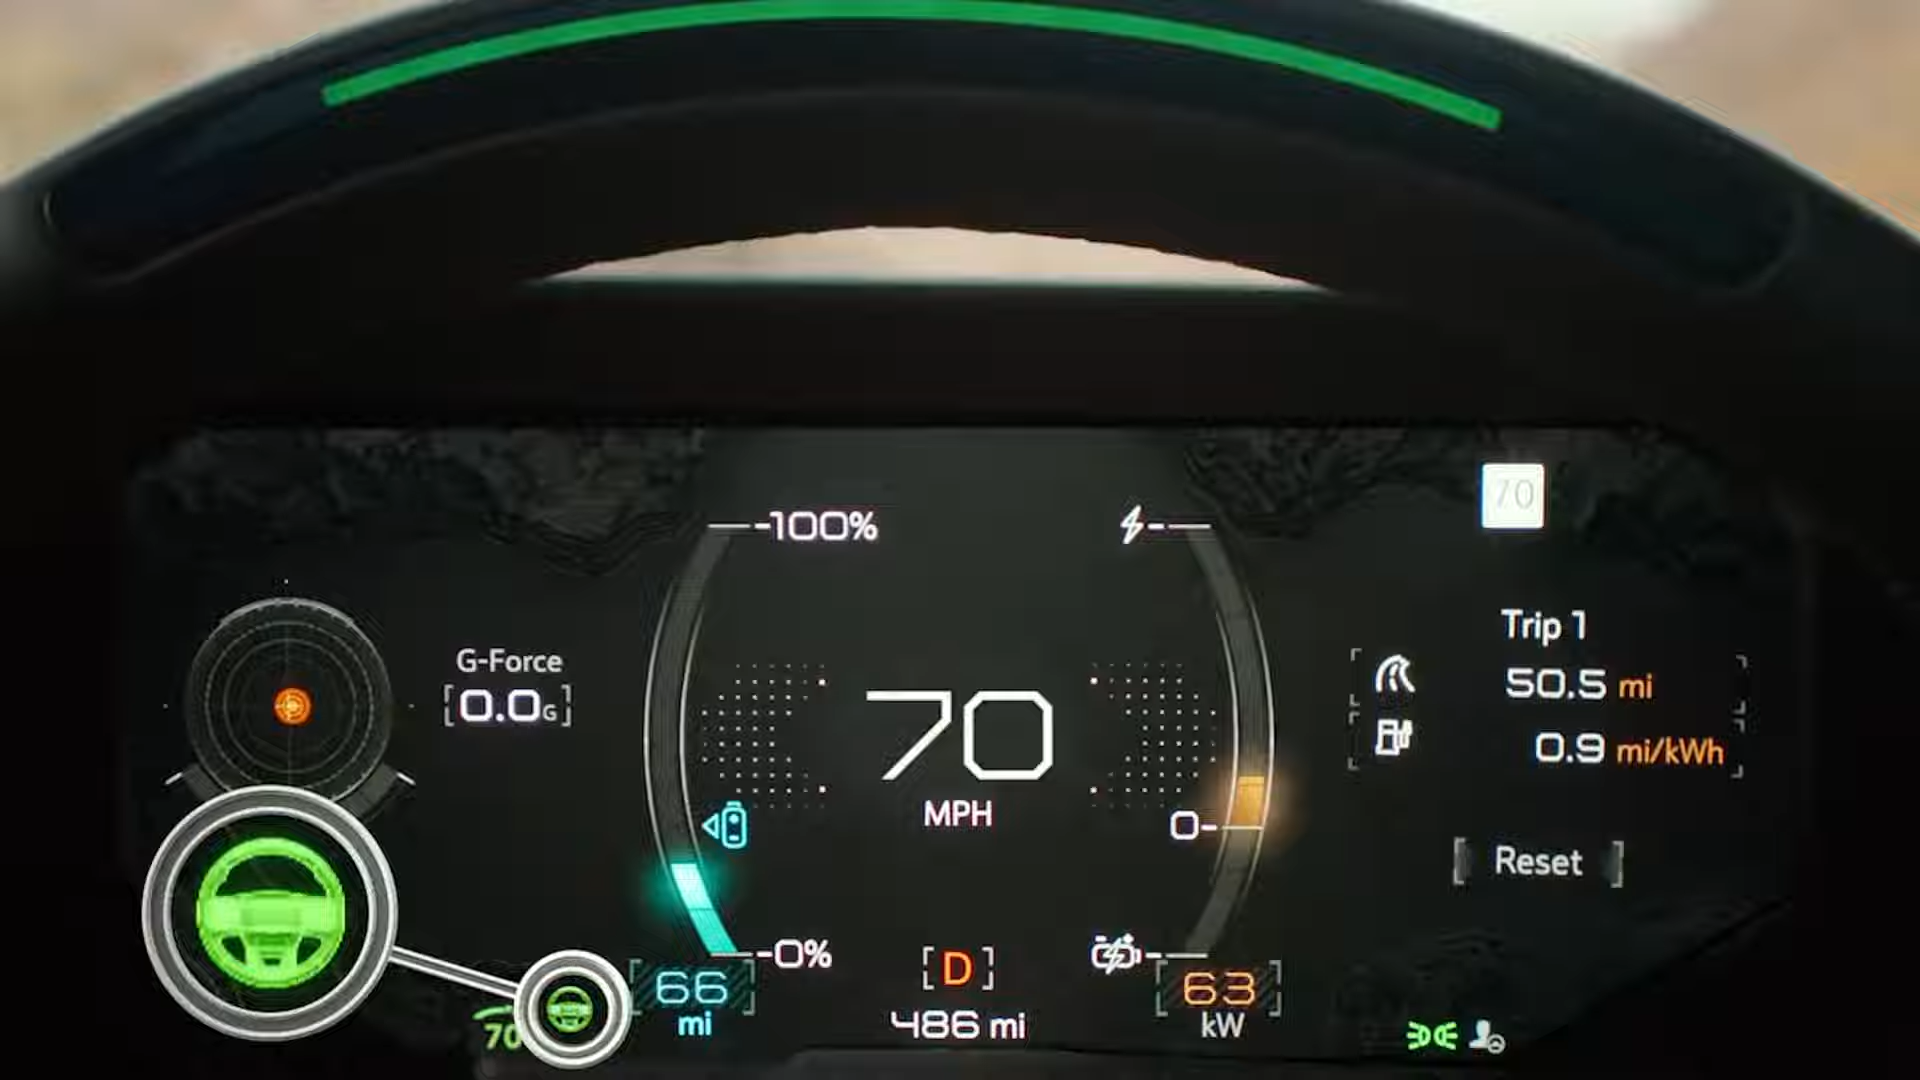 70
-100%
G-Force
0.0G
70
MPH
0-
Trip 1
50.5 mi
0.9 mi/kWh
Reset
-0%
66
mi
D
486 mi
63
kW
70